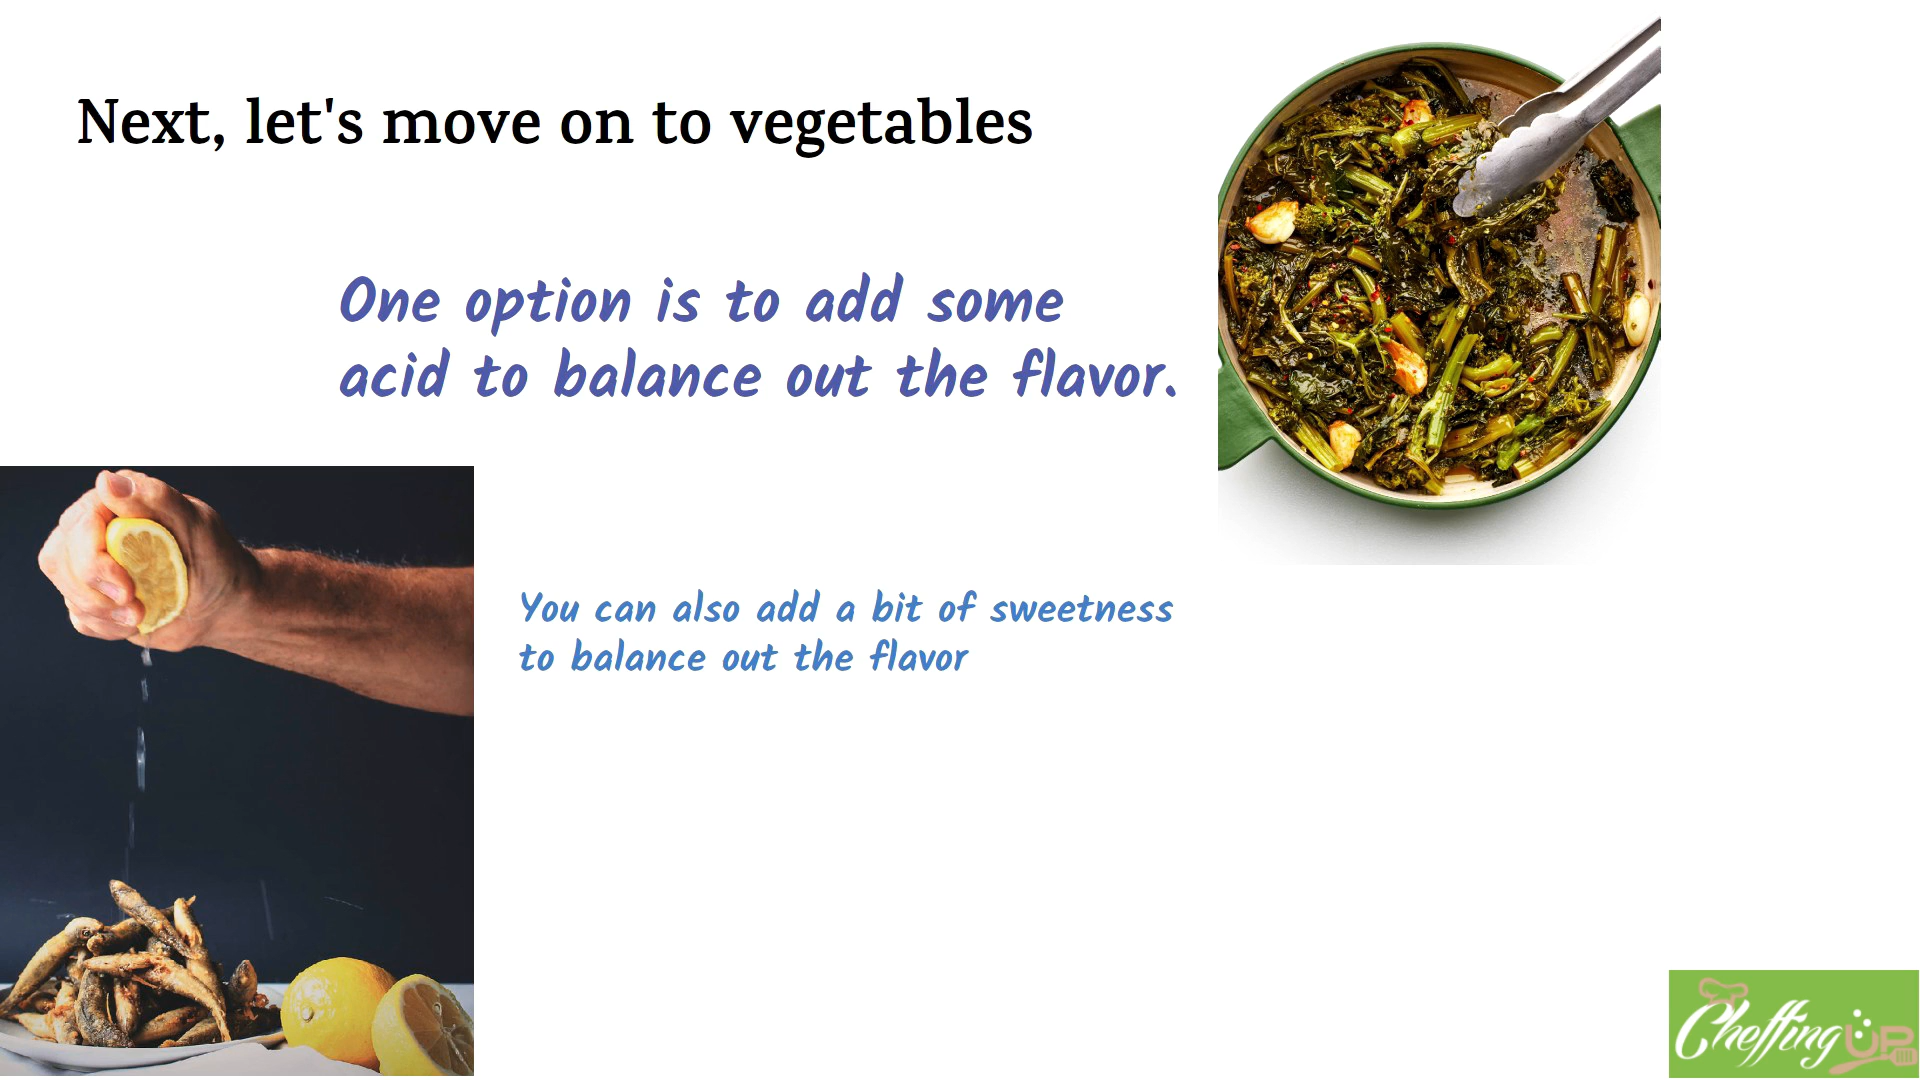 Next, let's move on to vegetables
One option is to add some
acid to balance out the flavor.
You can also add a bit of sweetness
to balance out the flavor
Cheffing UP